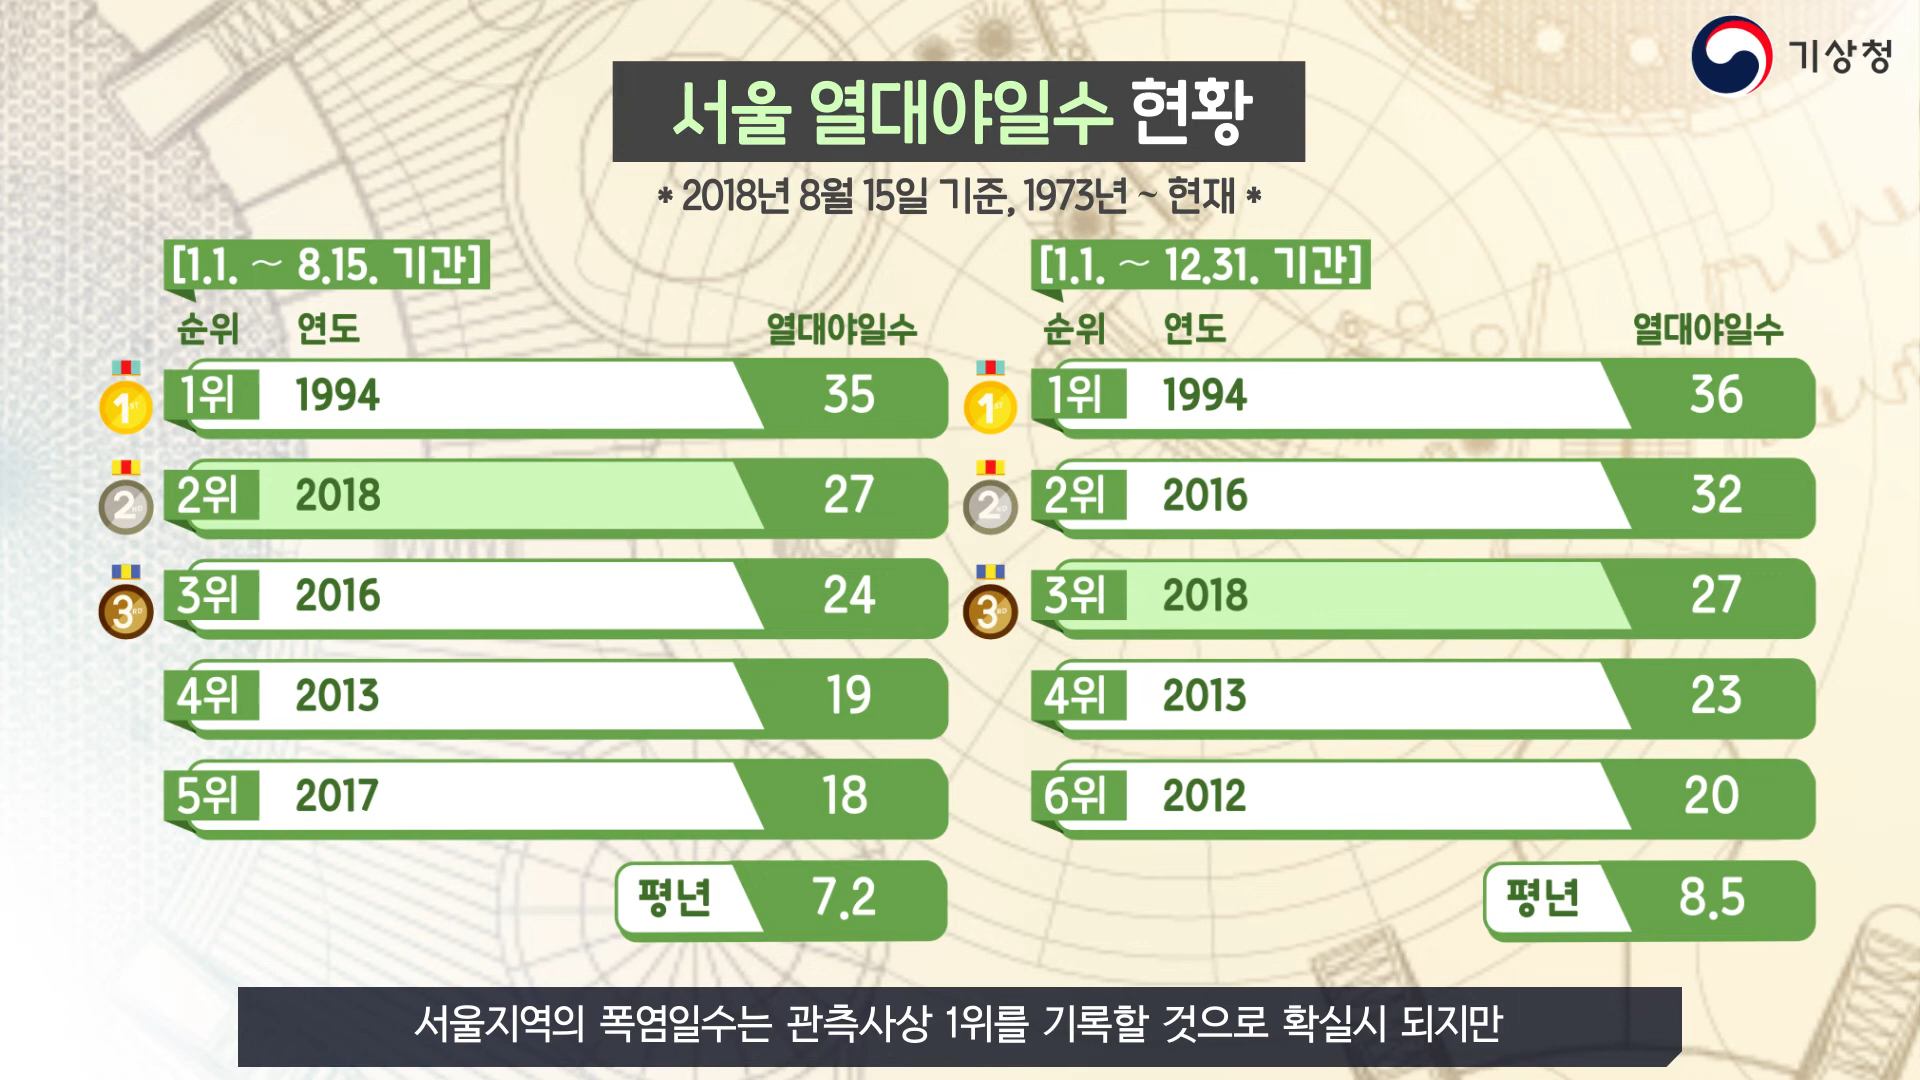 기상청
서울 열대야일수 현황
* 2018년 8월 15일 기준, 1973년 ~ 현재 *
[1.1. ~ 8.15. 기간]
순위 연도 열대야일수
1ST 1위 1994 35
2ND 2위 2018 27
3RD 3위 2016 24
4위 2013 19
5위 2017 18
평년 7.2
[1.1. ~ 12.31. 기간]
순위 연도 열대야일수
1ST 1위 1994 36
2ND 2위 2016 32
3RD 3위 2018 27
4위 2013 23
6위 2012 20
평년 8.5
서울지역의 폭염일수는 관측사상 1위를 기록할 것으로 확실시 되지만